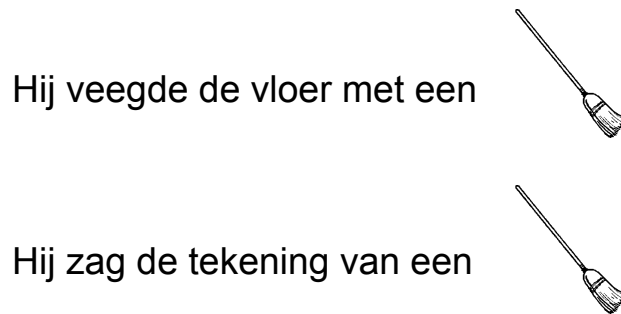 Hij veegde de vloer met een
Hij zag de tekening van een